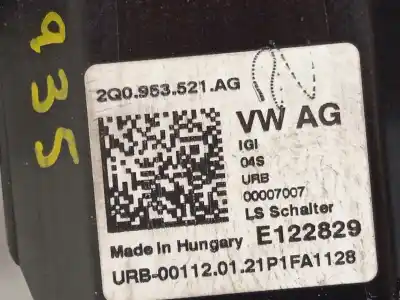 935
2Q0.953.521.AG
VW AG
IGI
04S
URB
00007007
LS Schalter
Made in Hungary E122829
URB-00112.01.21P1FA1128